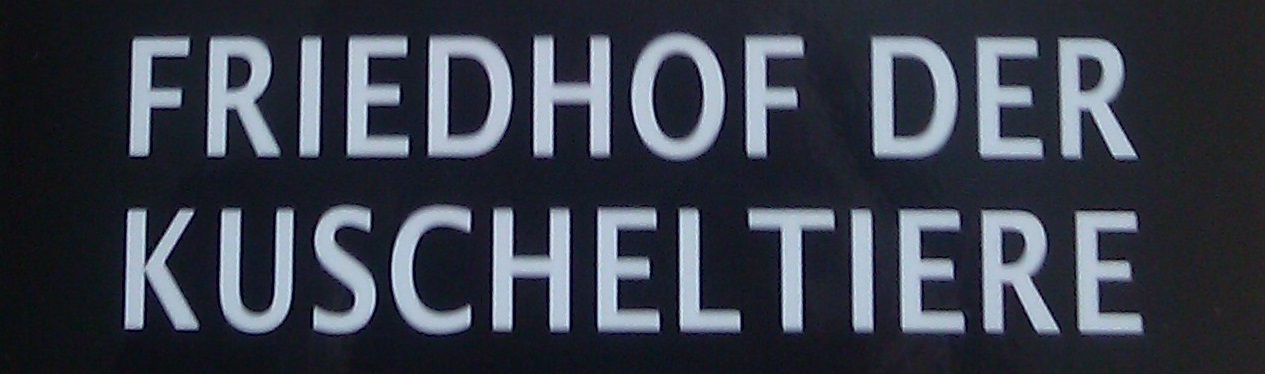 FRIEDHOF DER
KUSCHELTIERE